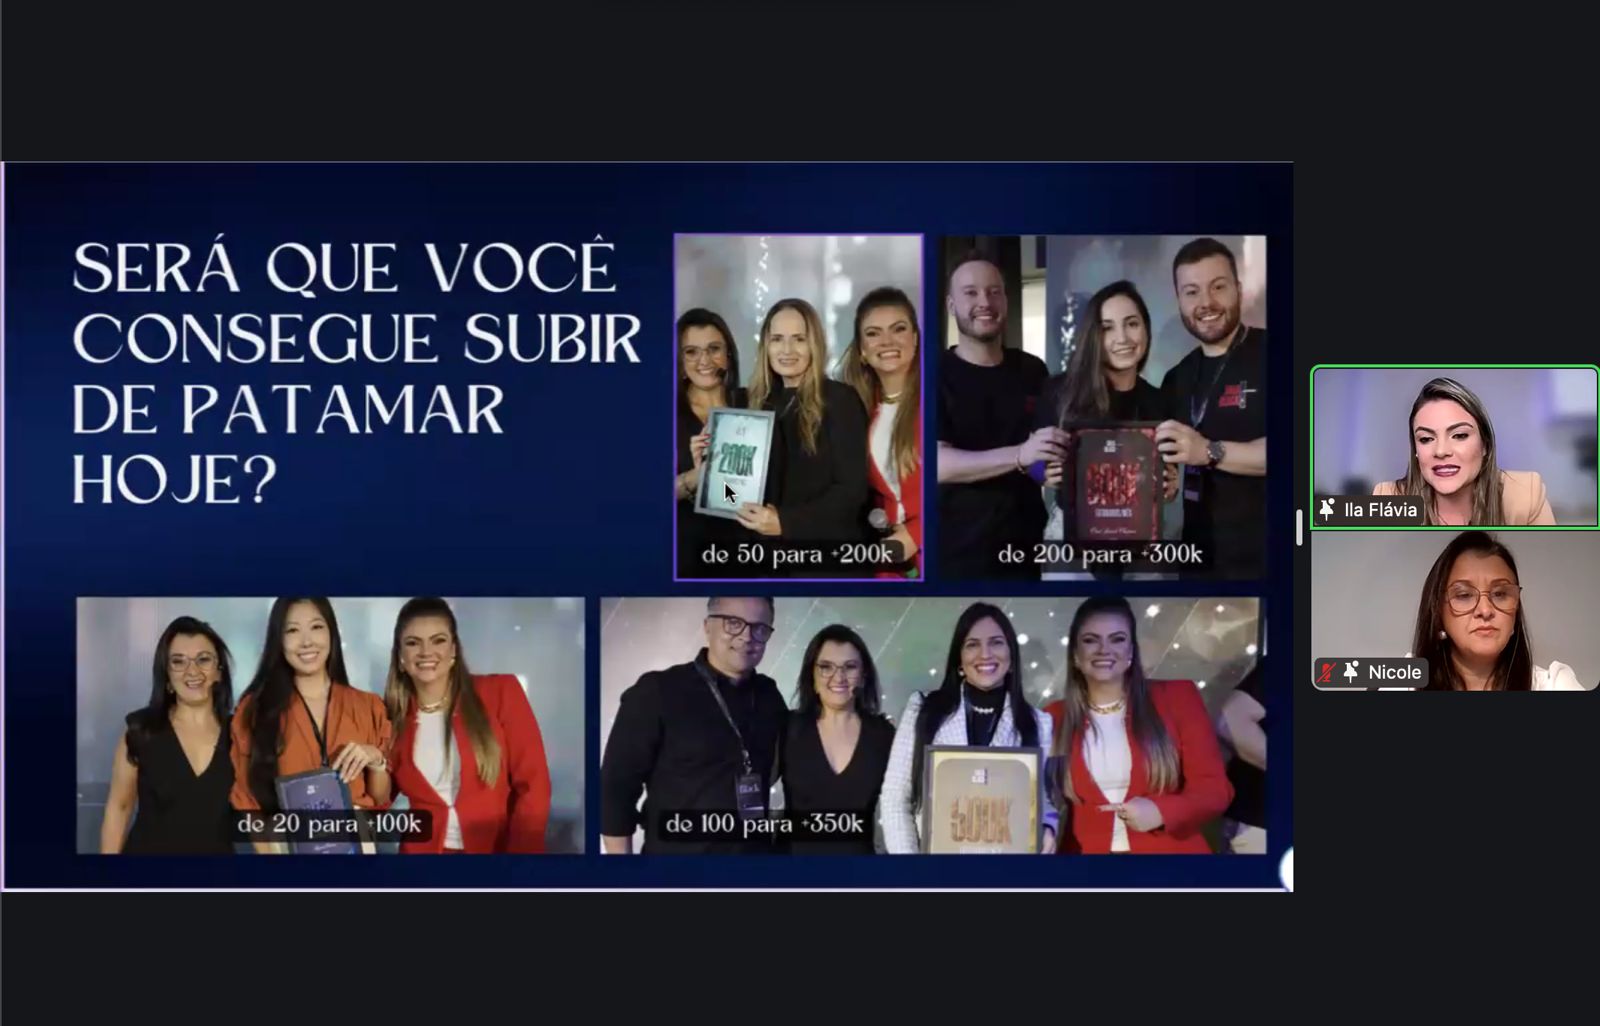 SERÁ QUE VOCÊ
CONSEGUE SUBIR
DE PATAMAR
HOJE?
200K
de 50 para +200k
de 200 para +300k
de 20 para +100k
500K
de 100 para +350k
Ila Flávia
Nicole